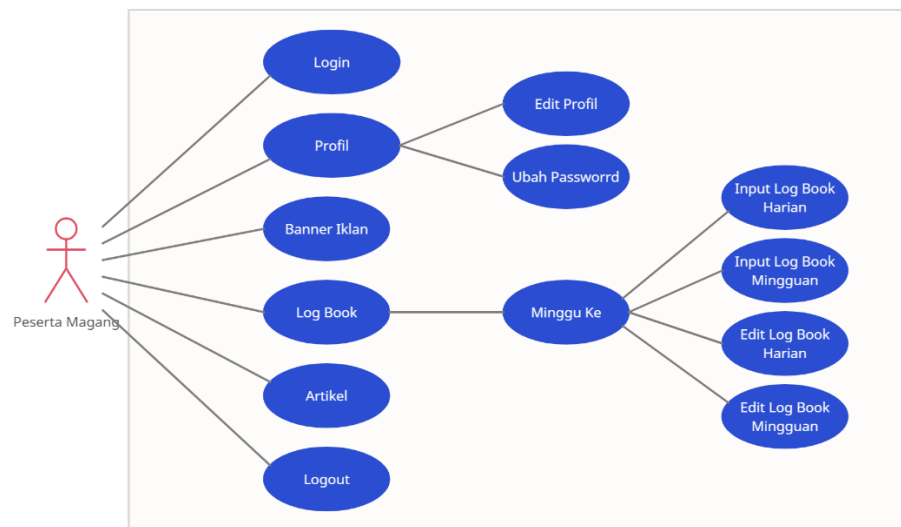 Login
Edit Profil
Profil
Ubah Passworrd
Input Log Book
Harian
Banner Iklan
Input Log Book
Mingguan
Peserta Magang
Log Book
Minggu Ke
Edit Log Book
Harian
Artikel
Edit Log Book
Mingguan
Logout